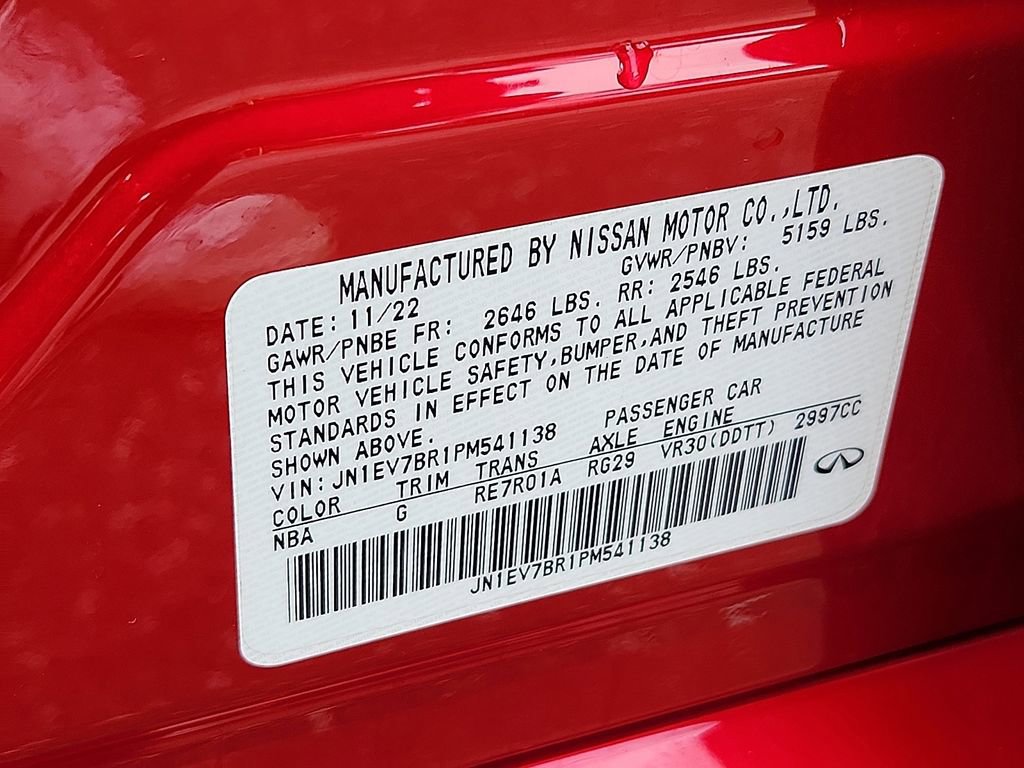 MANUFACTURED BY NISSAN MOTOR CO.,LTD.
DATE: 11/22 GVWR/PNBV: 5159 LBS.
GAWR/PNBE FR: 2646 LBS. RR: 2546 LBS.
THIS VEHICLE CONFORMS TO ALL APPLICABLE FEDERAL
MOTOR VEHICLE SAFETY,BUMPER,AND THEFT PREVENTION
STANDARDS IN EFFECT ON THE DATE OF MANUFACTURE
SHOWN ABOVE.
VIN: JN1EV7BR1PM541138 PASSENGER CAR
COLOR TRIM TRANS AXLE ENGINE
NBA G RE7R01A RG29 VR30(DDTT) 2997CC
JN1EV7BR1PM541138